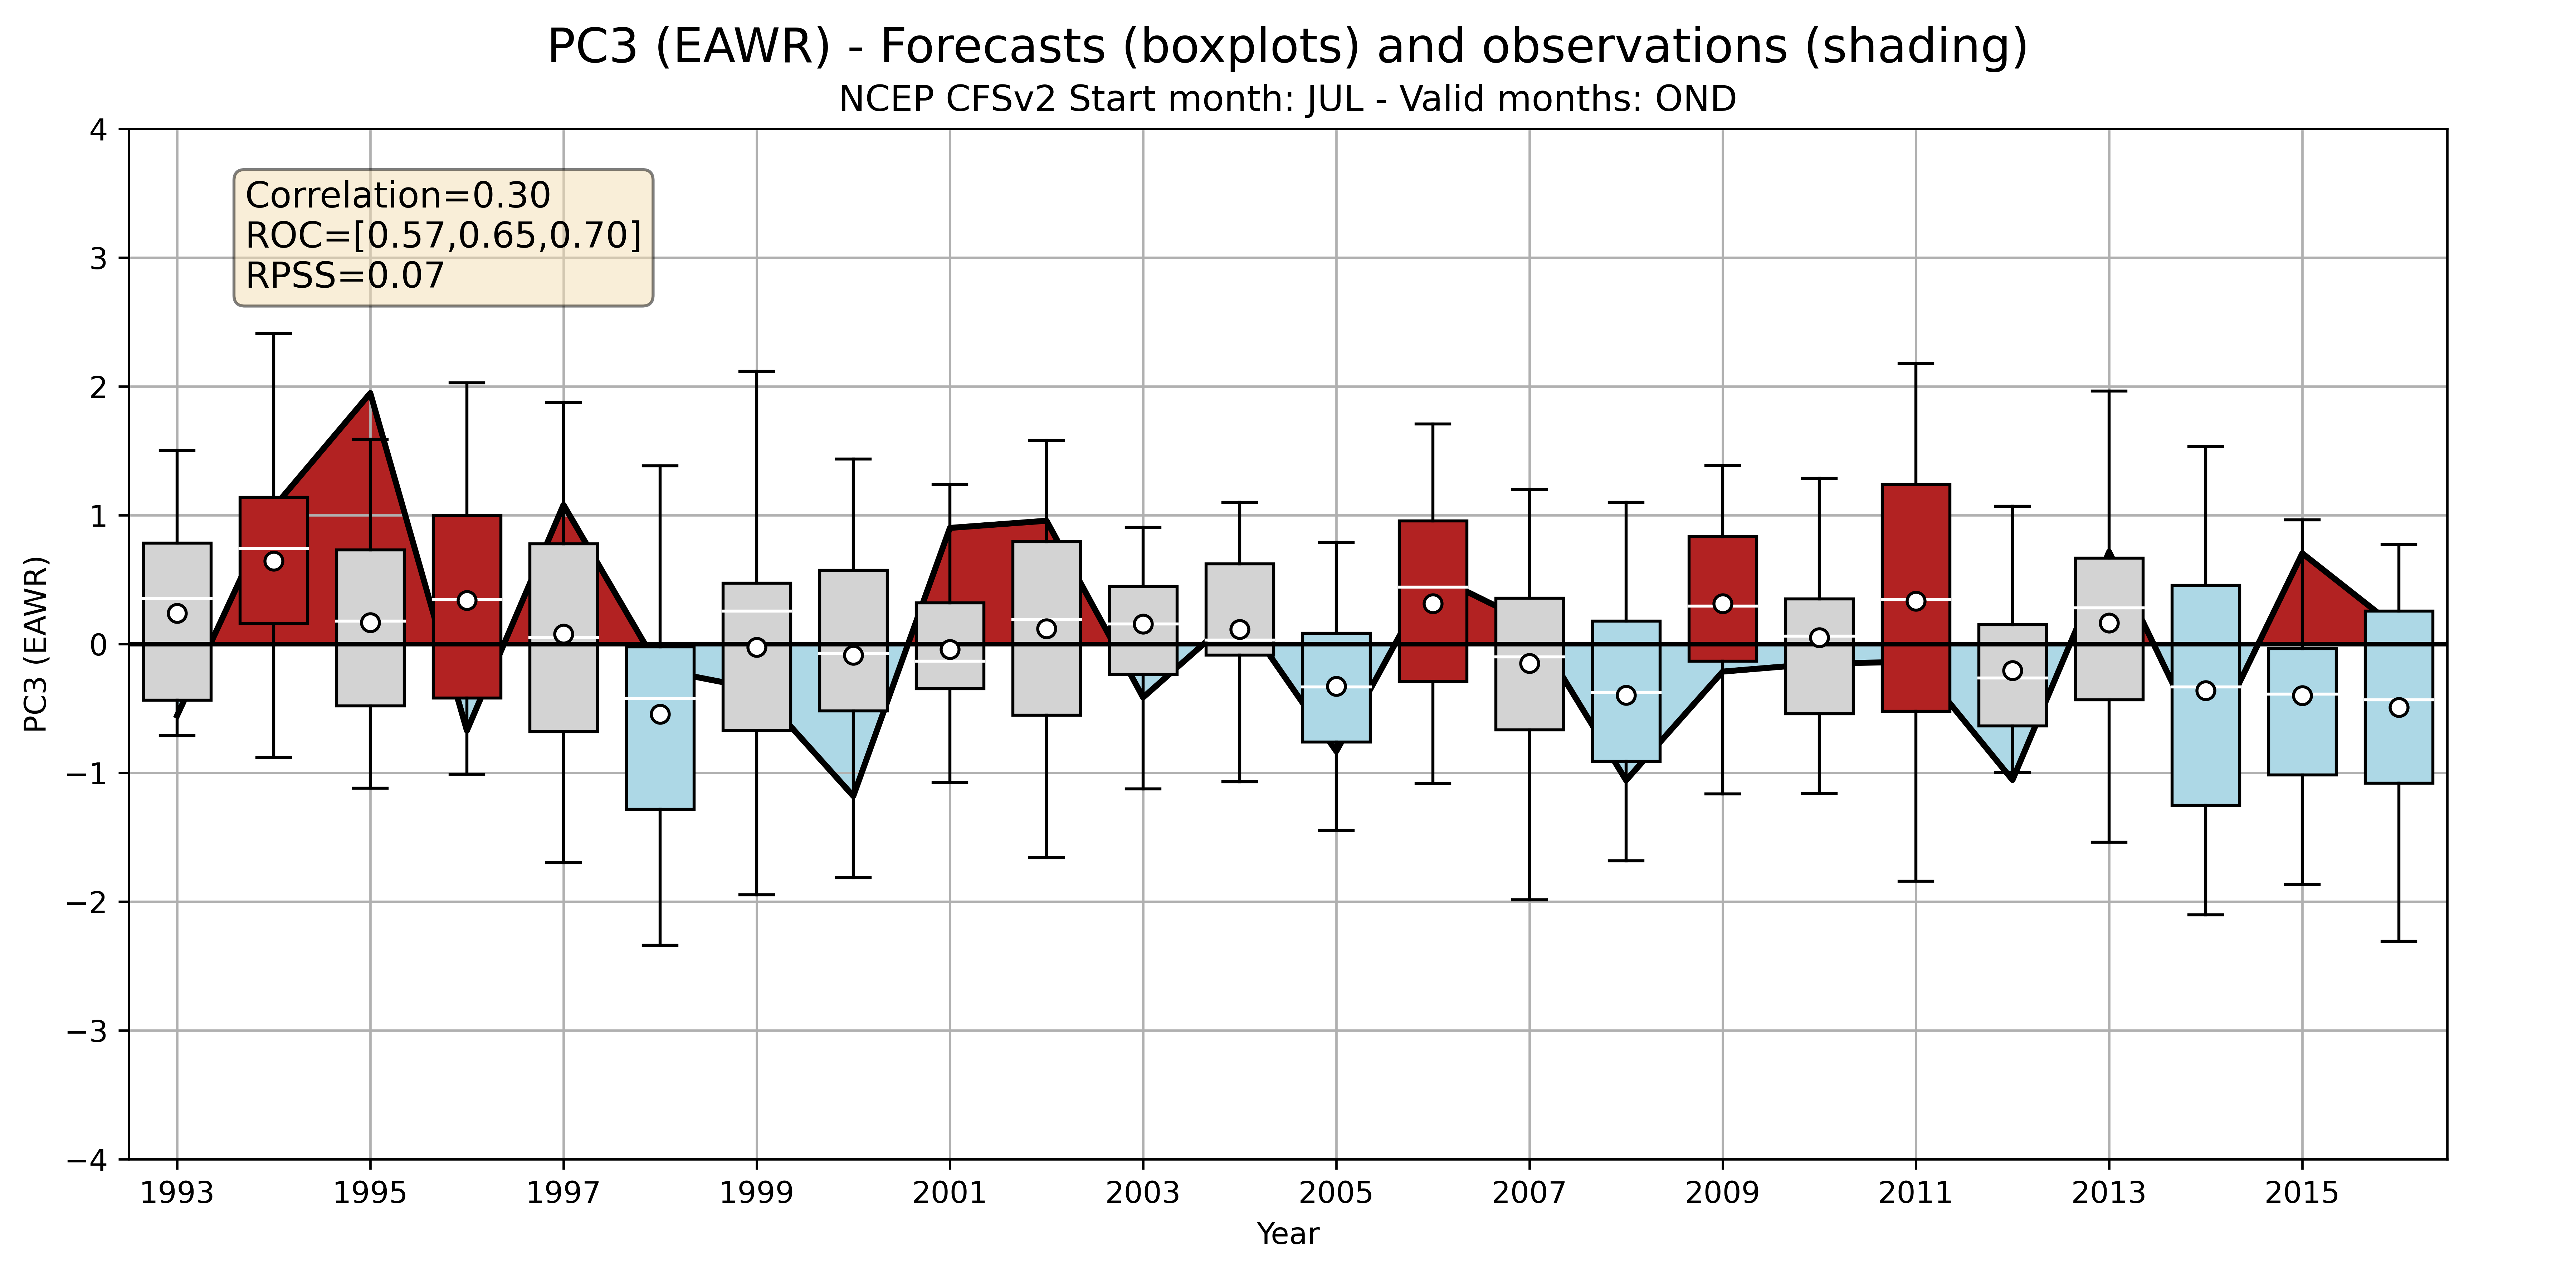 PC3 (EAWR) - Forecasts (boxplots) and observations (shading)
NCEP CFSv2 Start month: JUL - Valid months: OND
Correlation=0.30
ROC=[0.57,0.65,0.70]
RPSS=0.07
PC3 (EAWR)
4
3
2
1
0
−1
−2
−3
−4
1993 1995 1997 1999 2001 2003 2005 2007 2009 2011 2013 2015
Year